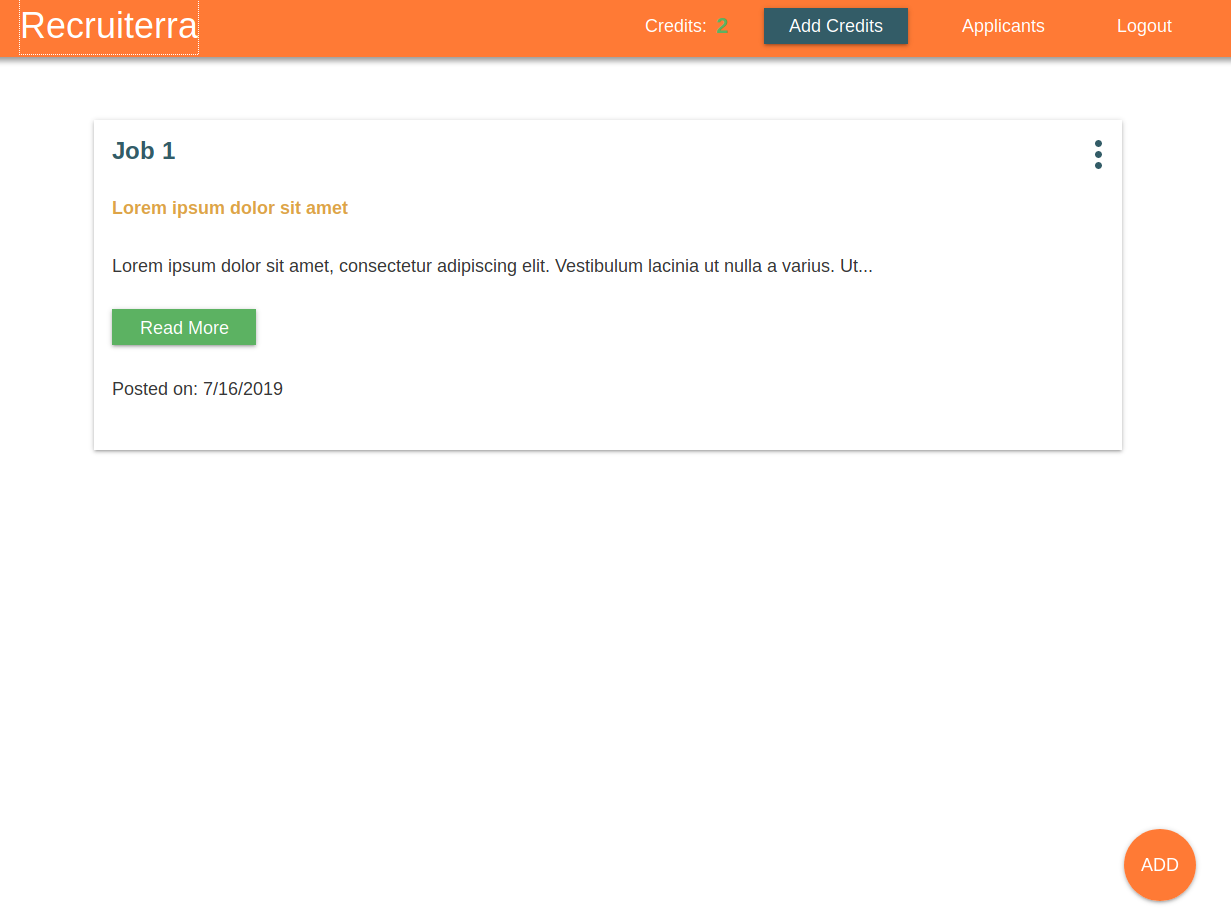 Recruiterra
Credits: 2
Add Credits
Applicants
Logout
Job 1
Lorem ipsum dolor sit amet
Lorem ipsum dolor sit amet, consectetur adipiscing elit. Vestibulum lacinia ut nulla a varius. Ut...
Read More
Posted on: 7/16/2019
ADD